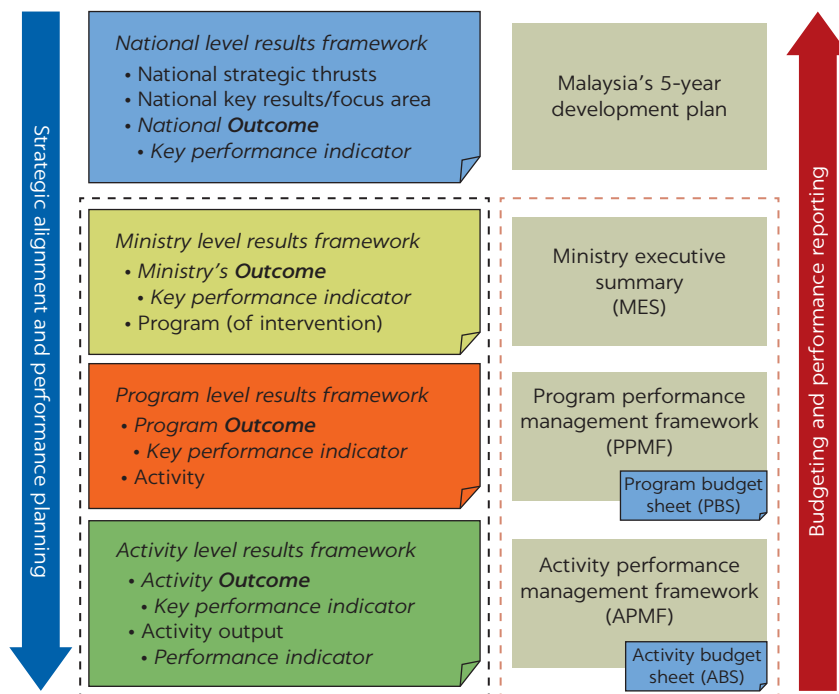 Strategic alignment and performance planning
National level results framework
• National strategic thrusts
• National key results/focus area
• National Outcome
• Key performance indicator
Malaysia's 5-year
development plan
Ministry level results framework
• Ministry's Outcome
• Key performance indicator
• Program (of intervention)
Ministry executive
summary
(MES)
Program level results framework
• Program Outcome
• Key performance indicator
• Activity
Program performance
management framework
(PPMF)
Program budget
sheet (PBS)
Activity level results framework
• Activity Outcome
• Key performance indicator
• Activity output
• Performance indicator
Activity performance
management framework
(APMF)
Activity budget
sheet (ABS)
Budgeting and performance reporting